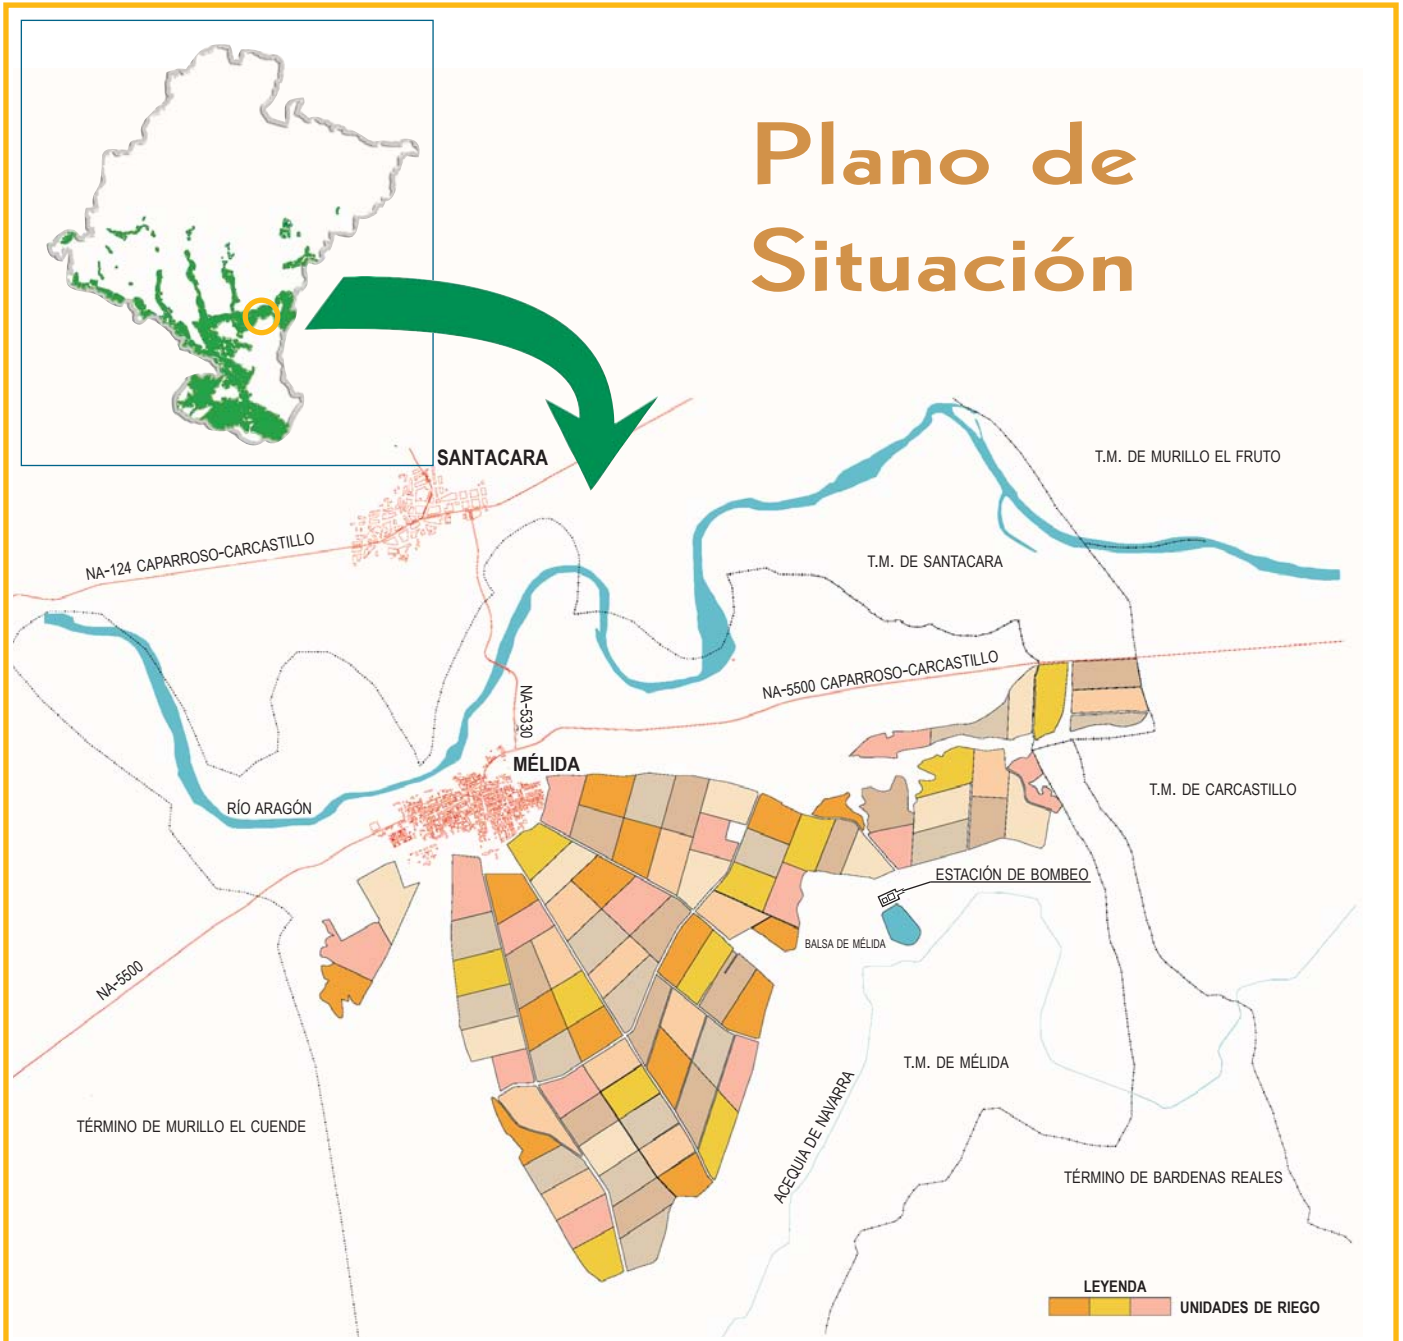 Plano de
Situación
SANTACARA
T.M. DE MURILLO EL FRUTO
NA-124 CAPARROSO-CARCASTILLO
T.M. DE SANTACARA
NA-5500 CAPARROSO-CARCASTILLO
NA-5330
MÉLIDA
RÍO ARAGÓN
T.M. DE CARCASTILLO
ESTACIÓN DE BOMBEO
BALSA DE MÉLIDA
NA-5500
T.M. DE MÉLIDA
ACEQUIA DE NAVARRA
TÉRMINO DE MURILLO EL CUENDE
TÉRMINO DE BARDENAS REALES
LEYENDA
UNIDADES DE RIEGO